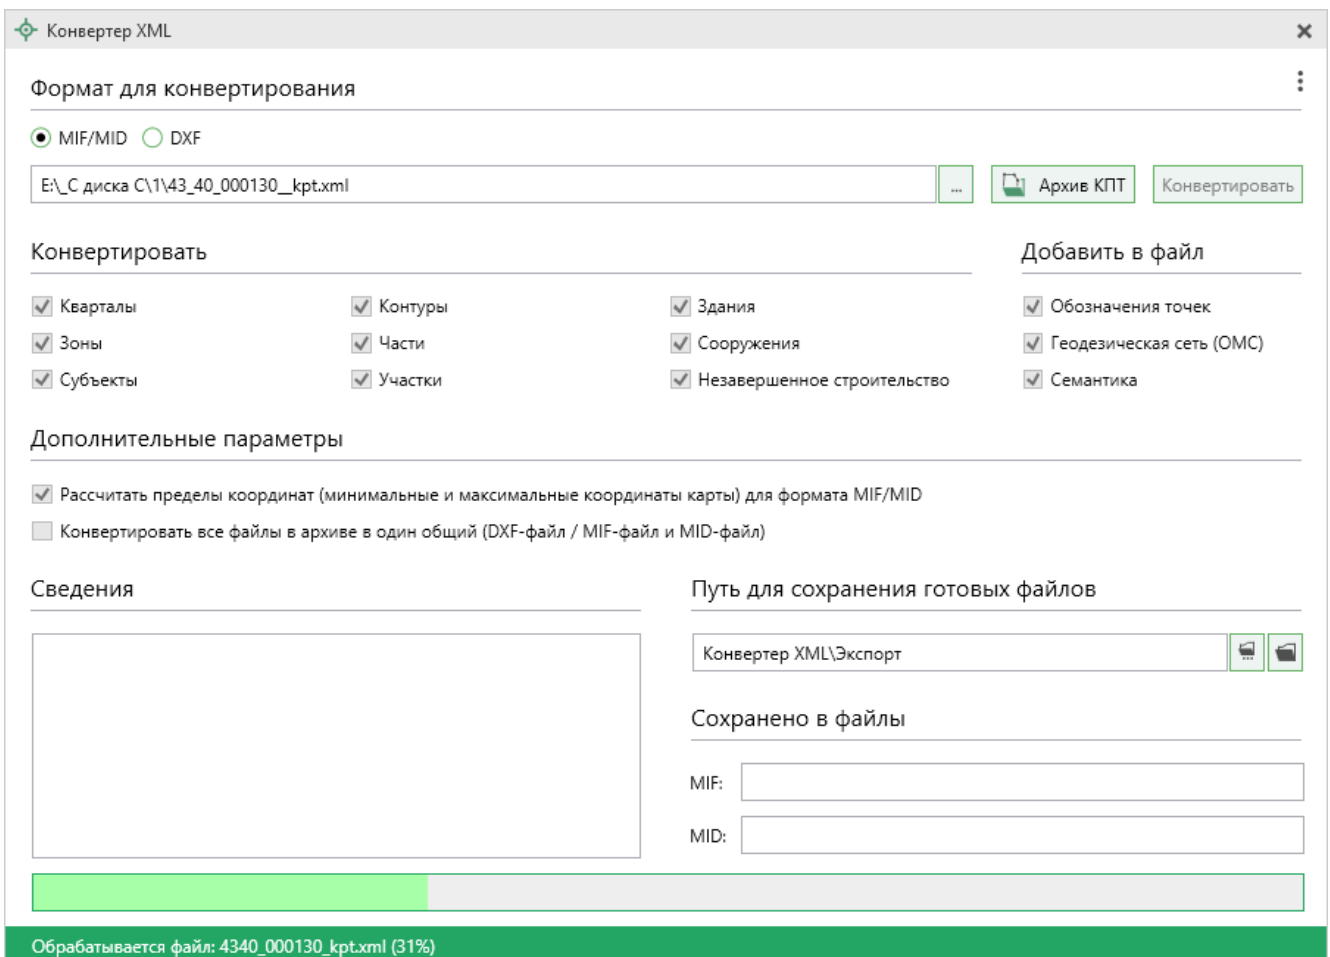 Конвертер XML
Формат для конвертирования
MIF/MID DXF
E:\_С диска С\1\43_40_000130__kpt.xml ... Архив КПТ Конвертировать
Конвертировать Добавить в файл
Кварталы Контуры Здания Обозначения точек
Зоны Части Сооружения Геодезическая сеть (ОМС)
Субъекты Участки Незавершенное строительство Семантика
Дополнительные параметры
Рассчитать пределы координат (минимальные и максимальные координаты карты) для формата MIF/MID
Конвертировать все файлы в архиве в один общий (DXF-файл / MIF-файл и MID-файл)
Сведения Путь для сохранения готовых файлов
Конвертер XML\Экспорт
Сохранено в файлы
MIF:
MID:
Обрабатывается файл: 4340_000130_kpt.xml (31%)